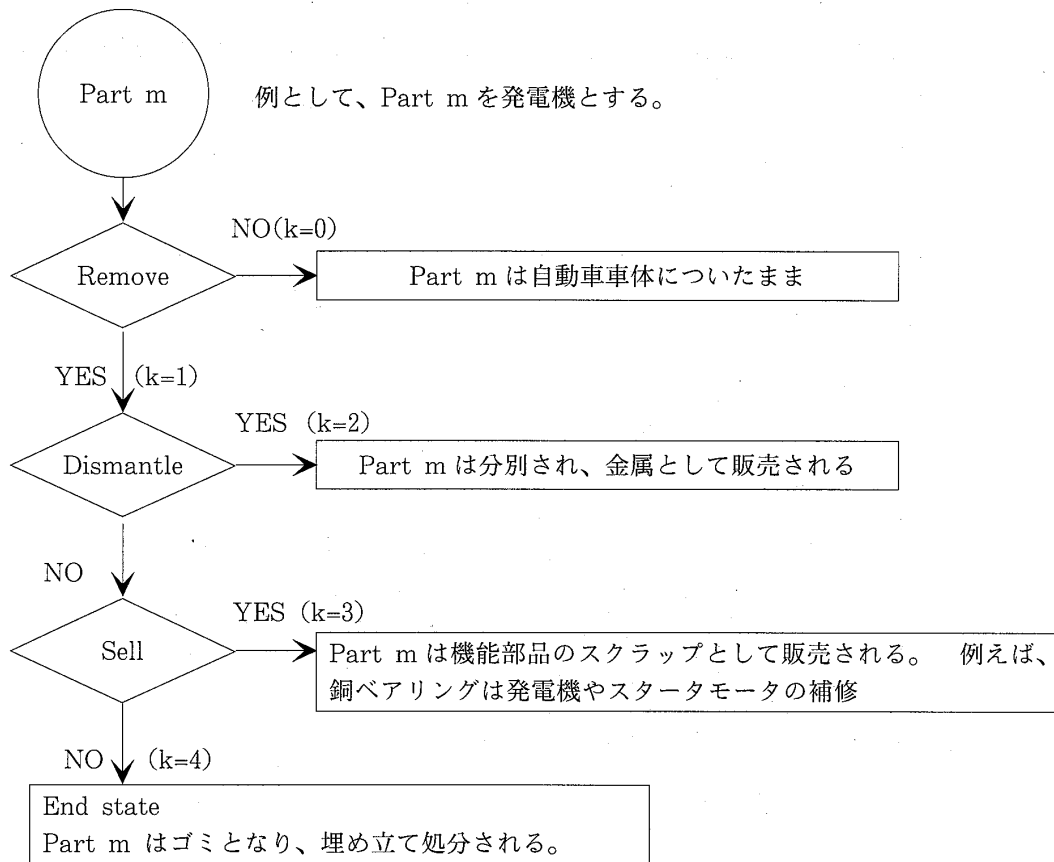 Part m
例として、Part m を発電機とする。
NO(k=0)
Remove
Part m は自動車車体についたまま
YES (k=1)
YES (k=2)
Dismantle
Part m は分別され、金属として販売される
NO
YES (k=3)
Sell
Part m は機能部品のスクラップとして販売される。 例えば、
銅ベアリングは発電機やスタータモータの補修
NO (k=4)
End state
Part m はゴミとなり、埋め立て処分される。